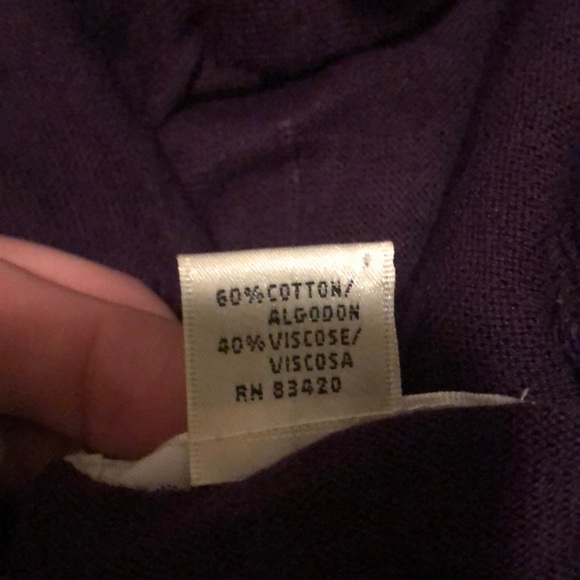 60%COTTON/
ALGODON
40%VISCOSE/
VISCOSA
RN 83420